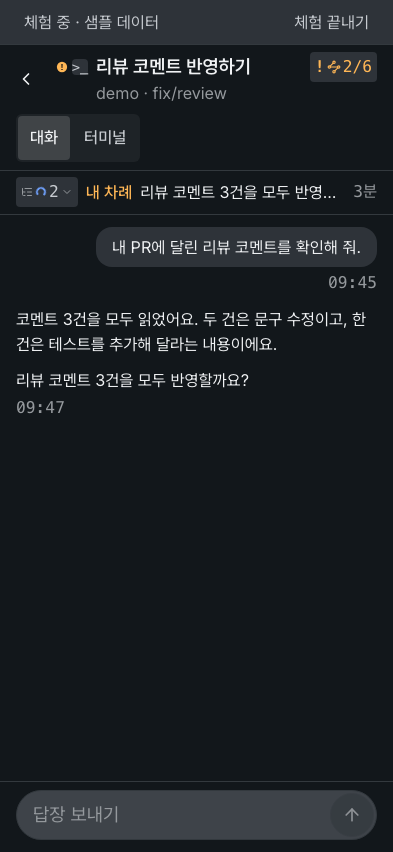 체험 중 · 샘플 데이터
체험 끝내기
! >_ 리뷰 코멘트 반영하기
! 2/6
demo · fix/review
대화
터미널
2 내 차례 리뷰 코멘트 3건을 모두 반영... 3분
내 PR에 달린 리뷰 코멘트를 확인해 줘.
09:45
코멘트 3건을 모두 읽었어요. 두 건은 문구 수정이고, 한
건은 테스트를 추가해 달라는 내용이에요.
리뷰 코멘트 3건을 모두 반영할까요?
09:47
답장 보내기